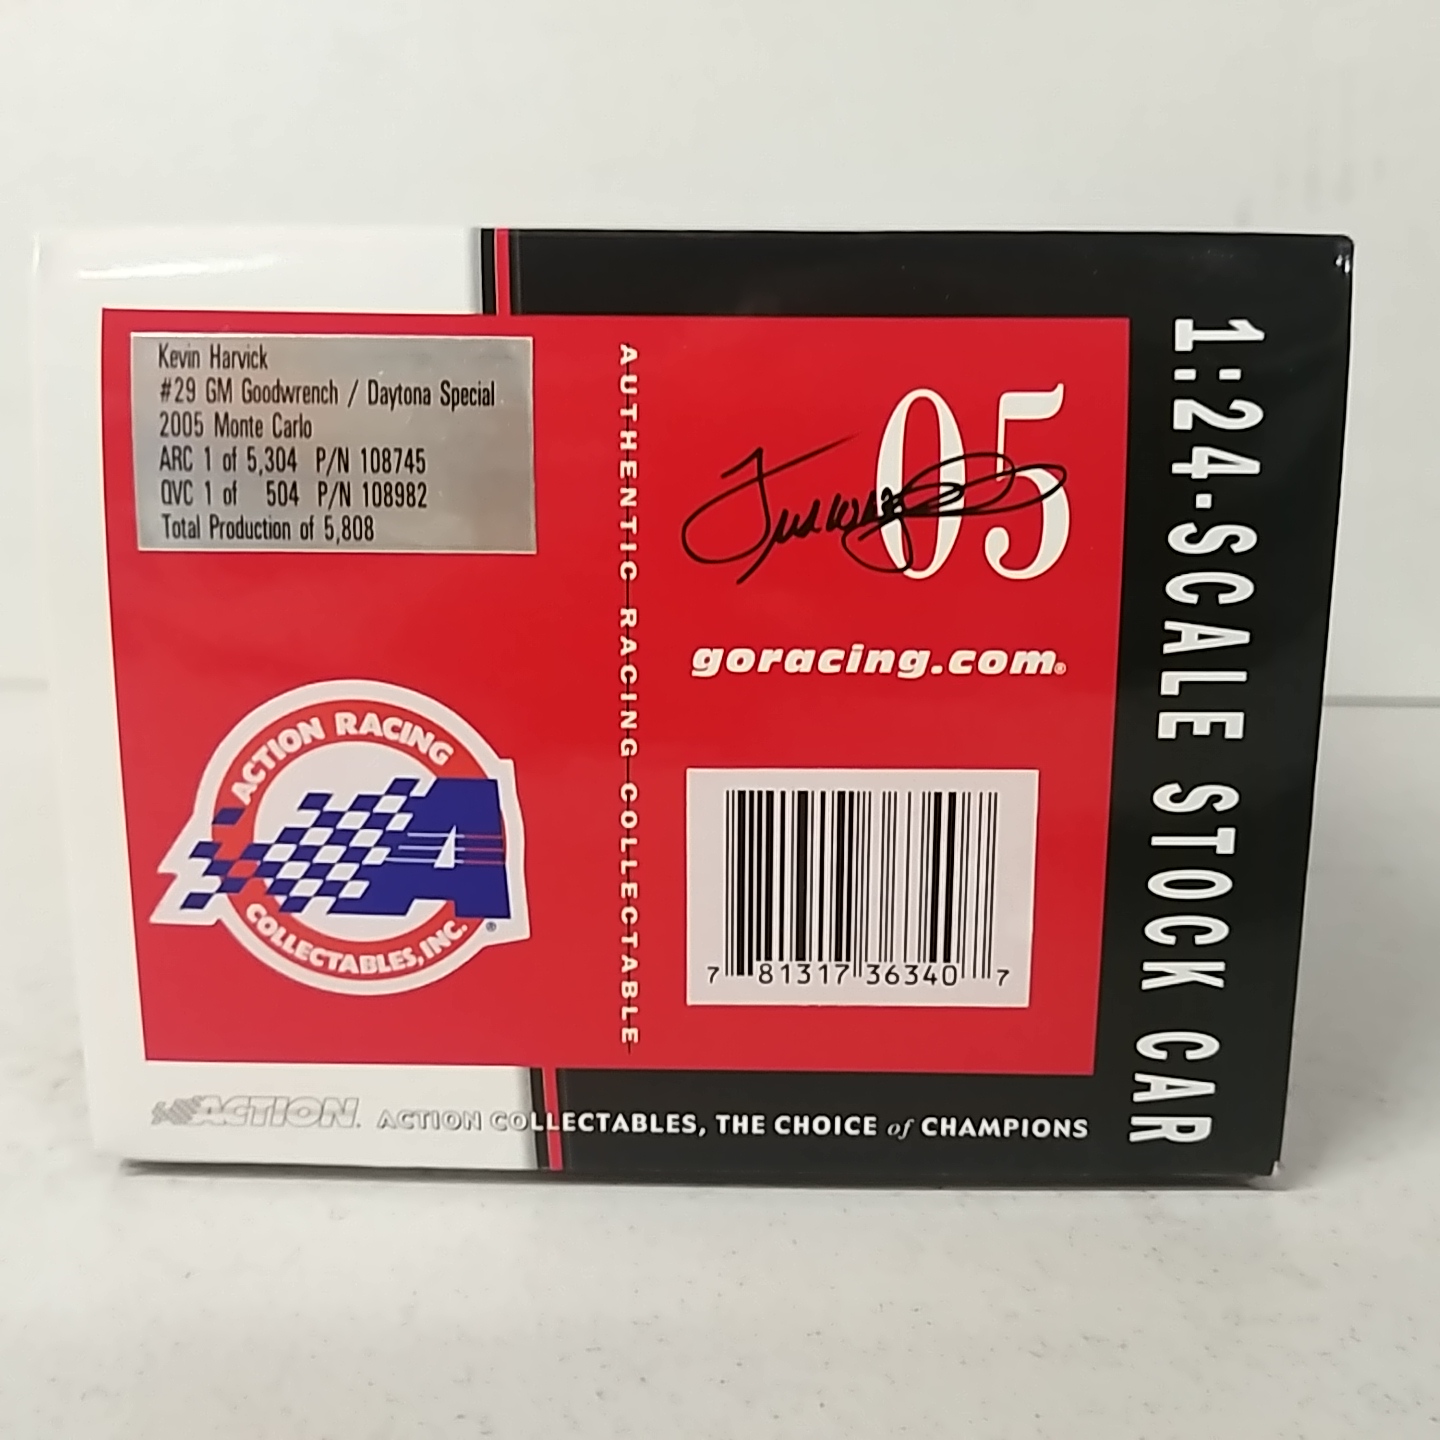 Kevin Harvick
#29 GM Goodwrench / Daytona Special
2005 Monte Carlo
ARC 1 of 5,304 P/N 108745
QVC 1 of 504 P/N 108982
Total Production of 5,808
AUTHENTIC RACING COLLECTABLE
05
goracing.com®
7 81317 36340 7
1:24-SCALE STOCK CAR
ACTION RACING
COLLECTABLES, INC. ®
ACTION. ACTION COLLECTABLES, THE CHOICE of CHAMPIONS